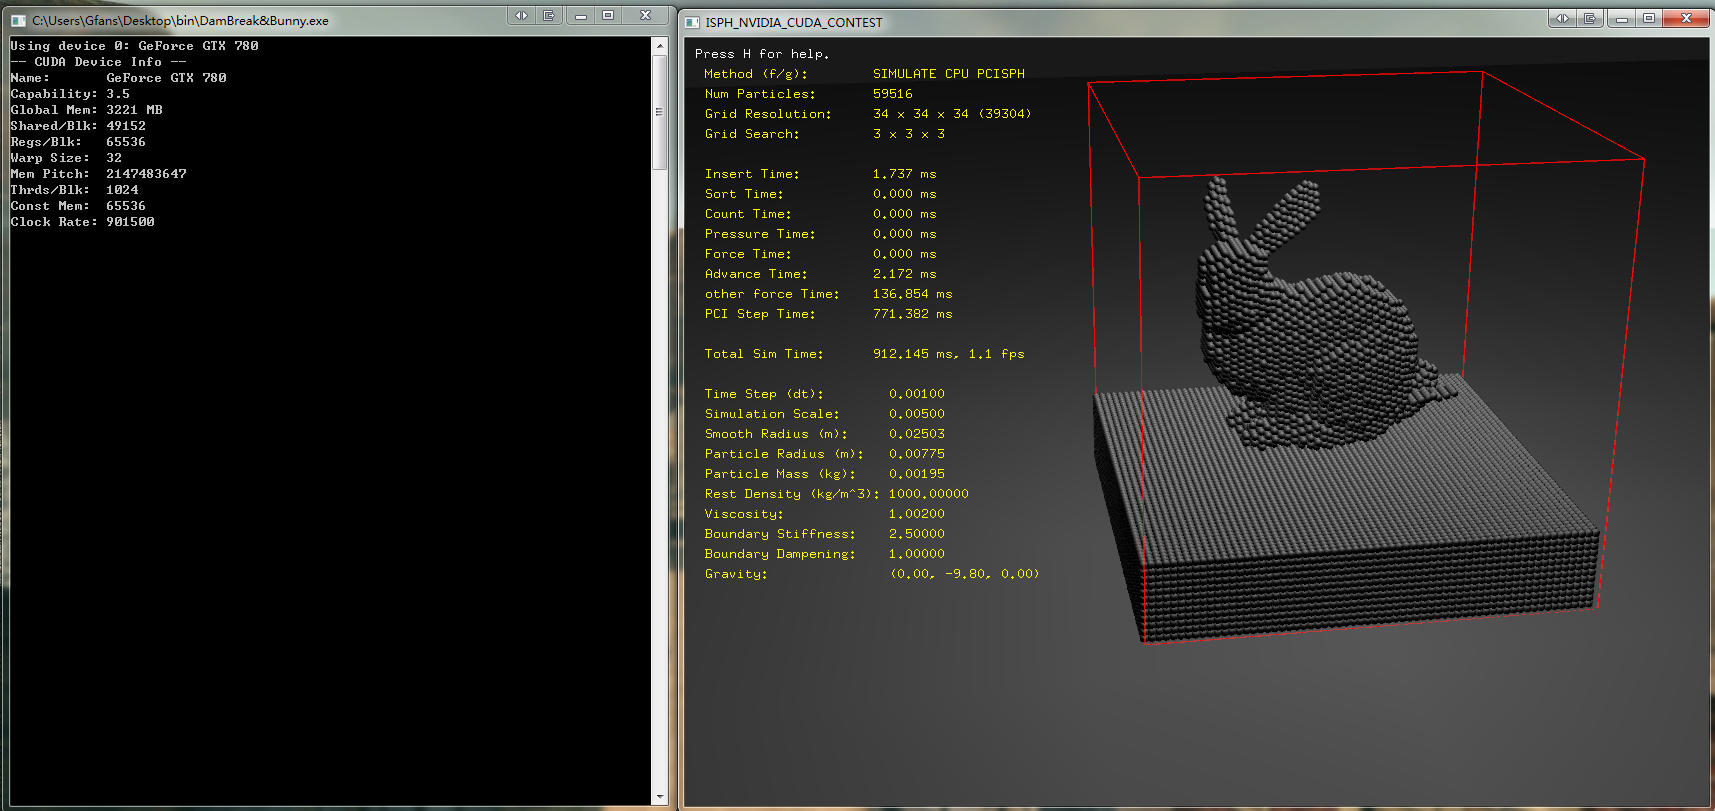 C:\Users\Gfans\Desktop\bin\DamBreak&Bunny.exe
Using device 0: GeForce GTX 780
-- CUDA Device Info --
Name: GeForce GTX 780
Capability: 3.5
Global Mem: 3221 MB
Shared/Blk: 49152
Regs/Blk: 65536
Warp Size: 32
Mem Pitch: 2147483647
Thrds/Blk: 1024
Const Mem: 65536
Clock Rate: 901500
ISPH_NVIDIA_CUDA_CONTEST
Press H for help.
Method (f/g): SIMULATE CPU PCISPH
Num Particles: 59516
Grid Resolution: 34 x 34 x 34 (39304)
Grid Search: 3 x 3 x 3
Insert Time: 1.737 ms
Sort Time: 0.000 ms
Count Time: 0.000 ms
Pressure Time: 0.000 ms
Force Time: 0.000 ms
Advance Time: 2.172 ms
other force Time: 136.854 ms
PCI Step Time: 771.382 ms
Total Sim Time: 912.145 ms, 1.1 fps
Time Step (dt): 0.00100
Simulation Scale: 0.00500
Smooth Radius (m): 0.02503
Particle Radius (m): 0.00775
Particle Mass (kg): 0.00195
Rest Density (kg/m^3): 1000.00000
Viscosity: 1.00200
Boundary Stiffness: 2.50000
Boundary Dampening: 1.00000
Gravity: (0.00, -9.80, 0.00)